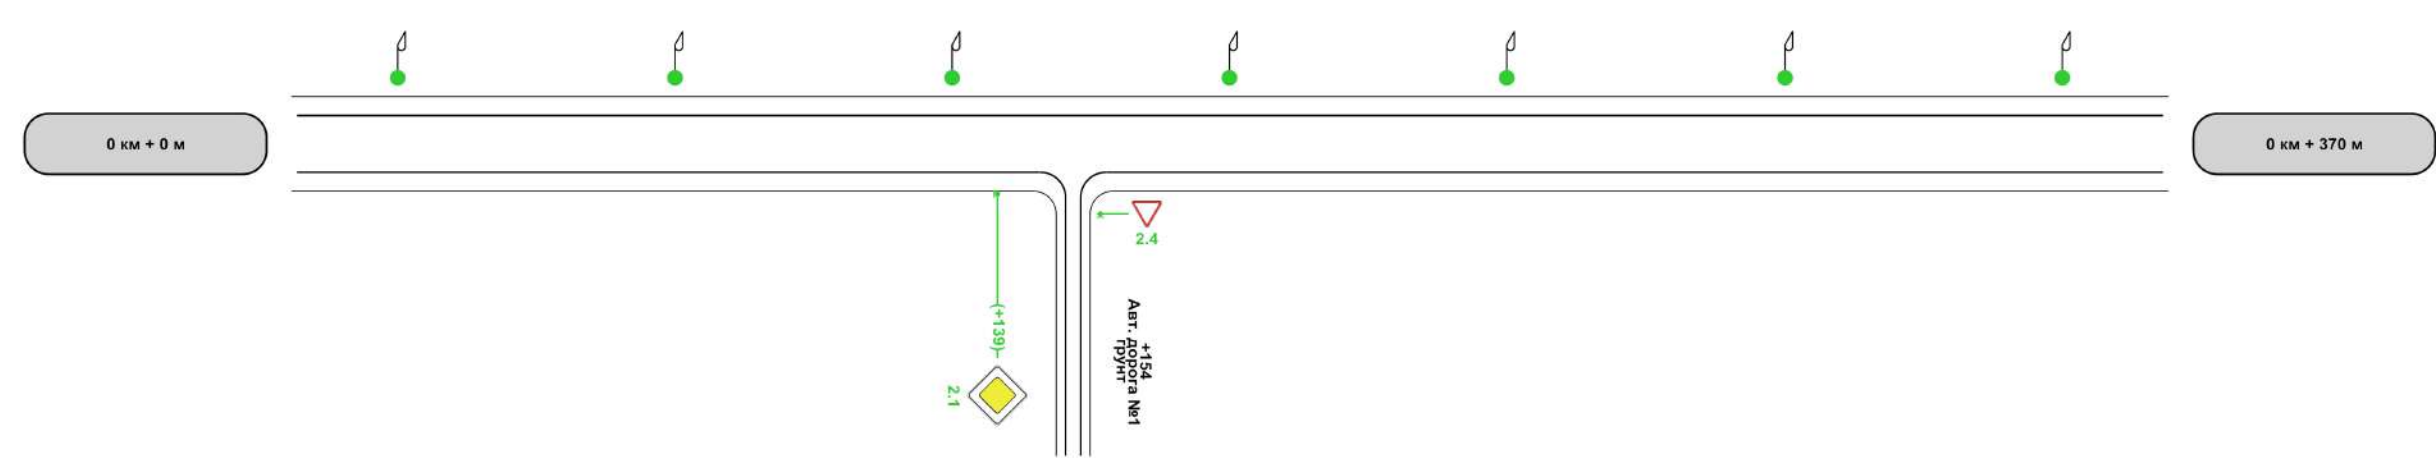 0 км + 0 м
0 км + 370 м
2.4
(+139)
2.1
+154
Авт. дорога №1
грунт